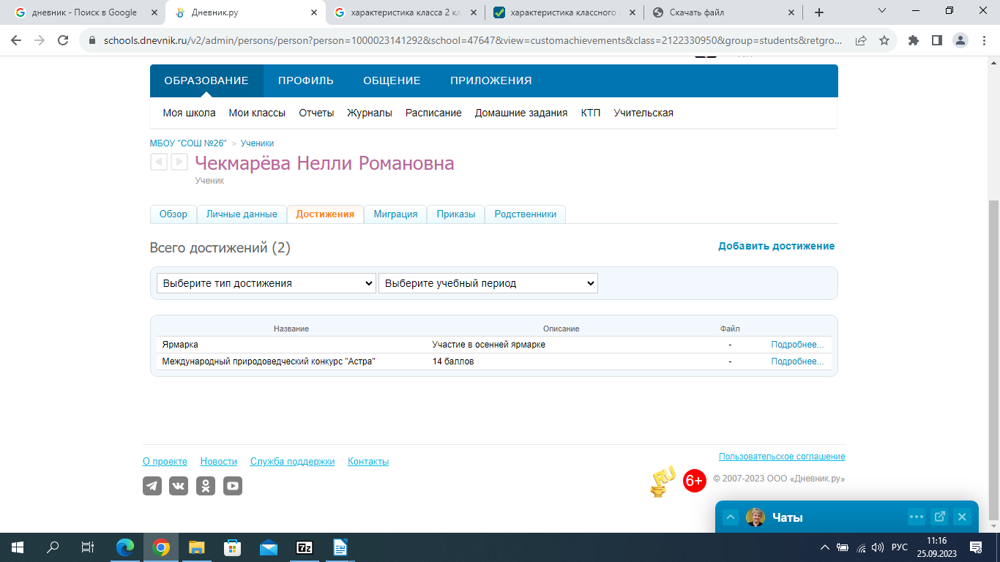 дневник - Поиск в Google
Дневник.ру
характеристика класса 2 кл
характеристика классного
Скачать файл
schools.dnevnik.ru/v2/admin/persons/person?person=1000023141292&school=47647&view=customachievements&class=2122330950&group=students&retgro...
ОБРАЗОВАНИЕ ПРОФИЛЬ ОБЩЕНИЕ ПРИЛОЖЕНИЯ
Моя школа Мои классы Отчеты Журналы Расписание Домашние задания КТП Учительская
МБОУ "СОШ №26" > Ученики
Чекмарёва Нелли Романовна
Ученик
Обзор Личные данные Достижения Миграция Приказы Родственники
Всего достижений (2) Добавить достижение
Выберите тип достижения Выберите учебный период
Название Описание Файл
Ярмарка Участие в осенней ярмарке - Подробнее...
Международный природоведческий конкурс "Астра" 14 баллов - Подробнее...
О проекте Новости Служба поддержки Контакты
Пользовательское соглашение
RU
6+
© 2007-2023 ООО «Дневник.ру»
Чаты
7z
РУС
11:16
25.09.2023